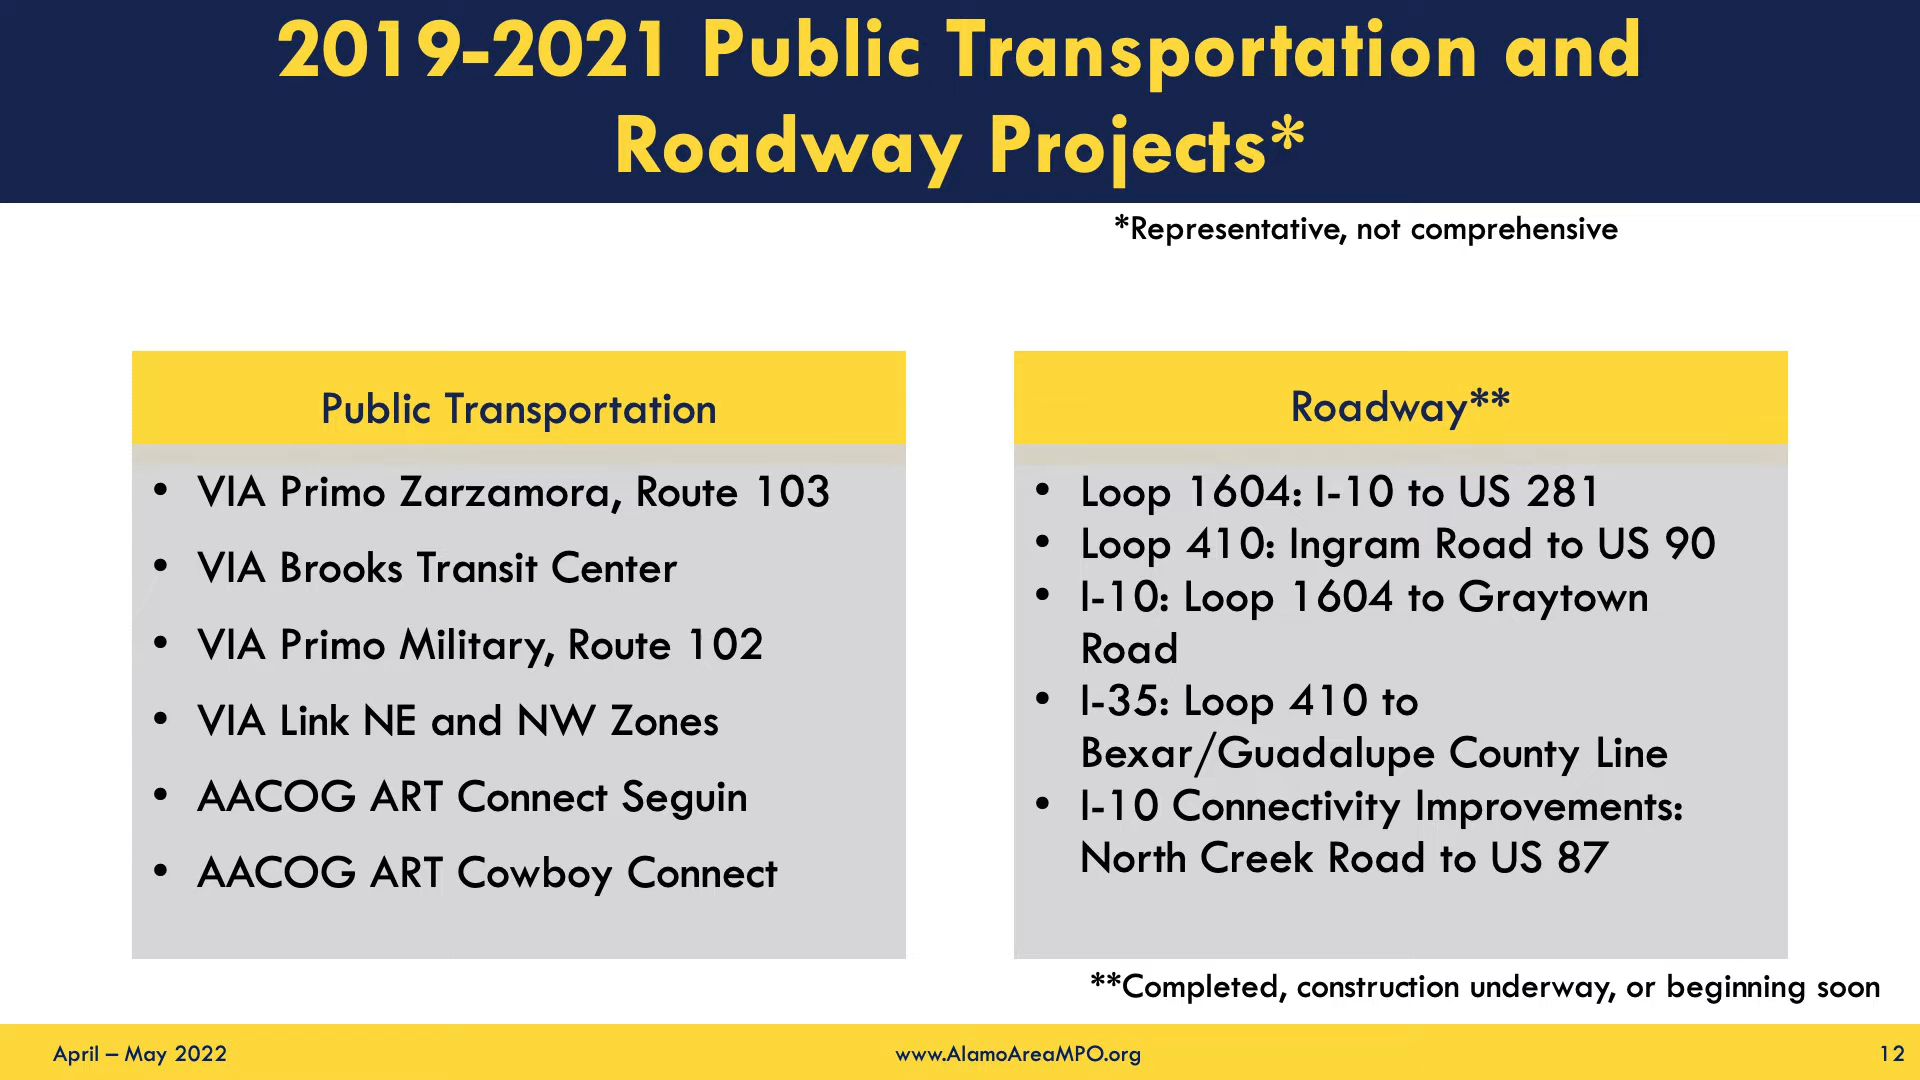 2019-2021 Public Transportation and
Roadway Projects*
*Representative, not comprehensive
Public Transportation
• VIA Primo Zarzamora, Route 103
• VIA Brooks Transit Center
• VIA Primo Military, Route 102
• VIA Link NE and NW Zones
• AACOG ART Connect Seguin
• AACOG ART Cowboy Connect
Roadway**
• Loop 1604: I-10 to US 281
• Loop 410: Ingram Road to US 90
• I-10: Loop 1604 to Graytown
Road
• I-35: Loop 410 to
Bexar/Guadalupe County Line
• I-10 Connectivity Improvements:
North Creek Road to US 87
**Completed, construction underway, or beginning soon
April – May 2022
www.AlamoAreaMPO.org
12